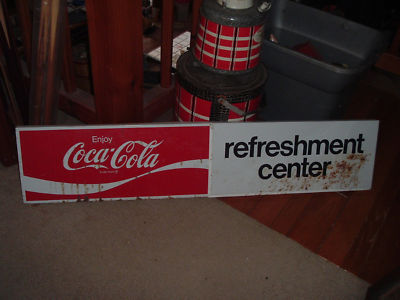 Enjoy
Coca-Cola
refreshment
center